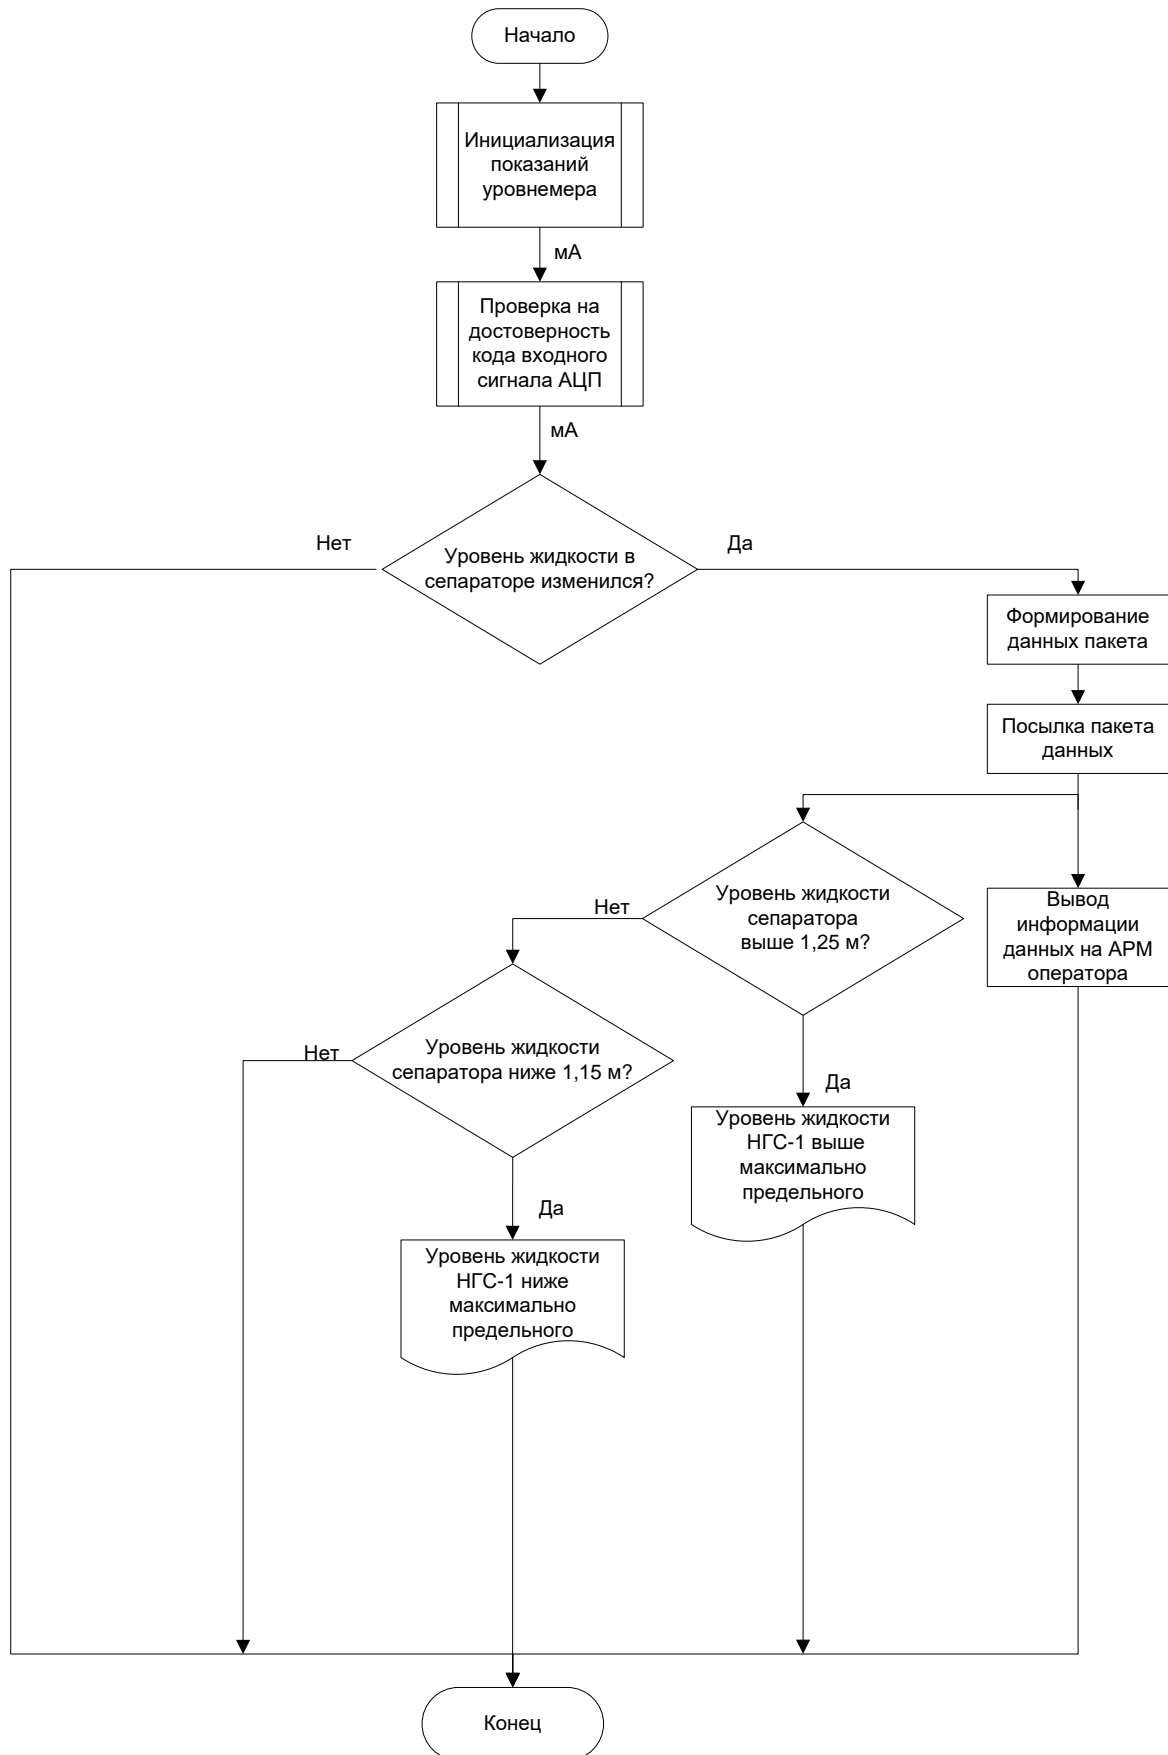 Начало
Инициализация
показаний
уровнемера
мА
Проверка на
достоверность
кода входного
сигнала АЦП
мА
Нет
Да
Уровень жидкости в
сепараторе изменился?
Формирование
данных пакета
Посылка пакета
данных
Уровень жидкости
сепаратора
выше 1,25 м?
Нет
Вывод
информации
данных на АРМ
оператора
Нет
Уровень жидкости
сепаратора ниже 1,15 м?
Да
Уровень жидкости
НГС-1 выше
максимально
предельного
Да
Уровень жидкости
НГС-1 ниже
максимально
предельного
Конец